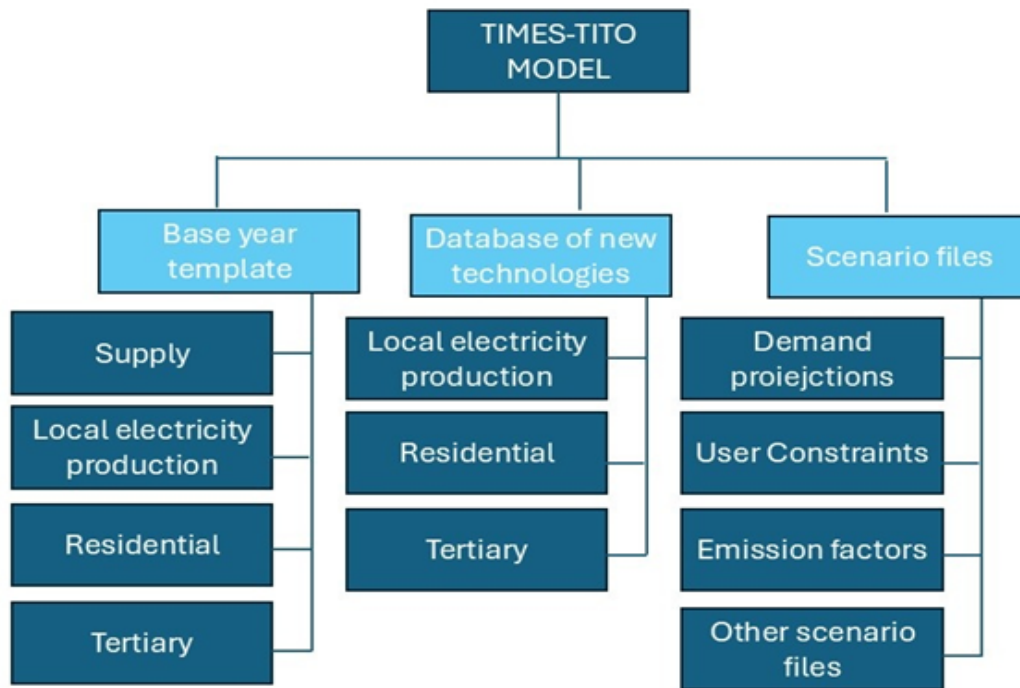 TIMES-TITO
MODEL
Base year
template
Database of new
technologies
Scenario files
Supply
Local electricity
production
Residential
Tertiary
Local electricity
production
Residential
Tertiary
Demand
proiejctions
User Constraints
Emission factors
Other scenario
files